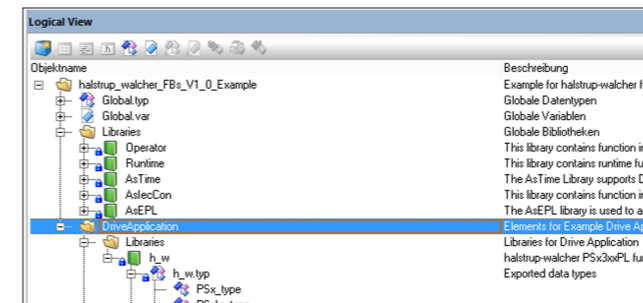 Logical View
Objektname Beschreibung
halstrup_walcher_FBs_V1_0_Example Example for halstrup-walcher f
Global.typ Globale Datentypen
Global.var Globale Variablen
Libraries Globale Bibliotheken
Operator This library contains function i
Runtime This library contains runtime fu
AsTime The AsTime Library supports D
AsIecCon This library contains function i
AsEPL The AsEPL library is used to a
DriveApplication Elements for Example Drive Ap
Libraries Libraries for Drive Application
h_w halstrup-walcher PSx3xxPL fu
h_w.typ Exported data types
PSx_type